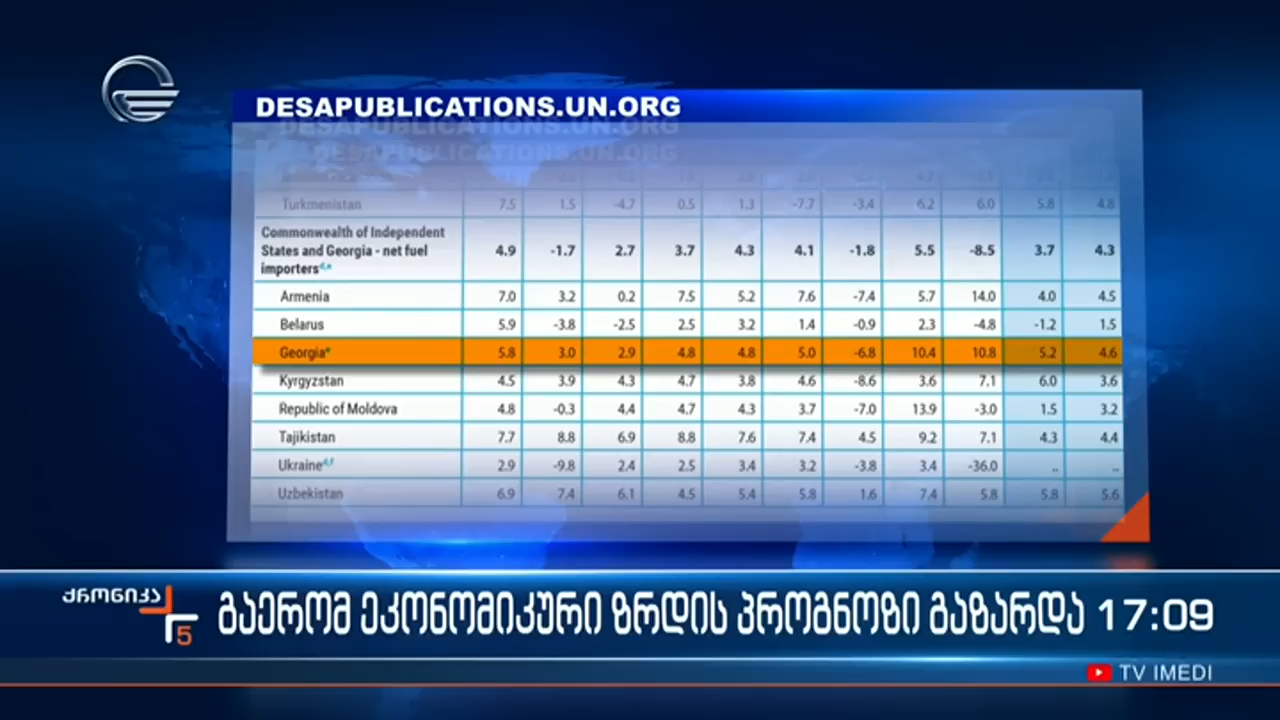 DESAPUBLICATIONS.UN.ORG
Turkmenistan 7.5 1.5 -4.7 0.5 1.3 -7.7 -3.4 6.2 6.0 5.8 4.8
Commonwealth of Independent
States and Georgia - net fuel
importers 4.9 -1.7 2.7 3.7 4.3 4.1 -1.8 5.5 -8.5 3.7 4.3
Armenia 7.0 3.2 0.2 7.5 5.2 7.6 -7.4 5.7 14.0 4.0 4.5
Belarus 5.9 -3.8 -2.5 2.5 3.2 1.4 -0.9 2.3 -4.8 -1.2 1.5
Georgia 5.8 3.0 2.9 4.8 4.8 5.0 -6.8 10.4 10.8 5.2 4.6
Kyrgyzstan 4.5 3.9 4.3 4.7 3.8 4.6 -8.6 3.6 7.1 6.0 3.6
Republic of Moldova 4.8 -0.3 4.4 4.7 4.3 3.7 -7.0 13.9 -3.0 1.5 3.2
Tajikistan 7.7 8.8 6.9 8.8 7.6 7.4 4.5 9.2 7.1 4.3 4.4
Ukraine 2.9 -9.8 2.4 2.5 3.4 3.2 -3.8 3.4 -36.0 .. ..
Uzbekistan 6.9 7.4 6.1 4.5 5.4 5.8 1.6 7.4 5.8 5.8 5.6
ქრონიკა
5
გაერომ ეკონომიკური ზრდის პროგნოზი გაზარდა 17:09
TV IMEDI